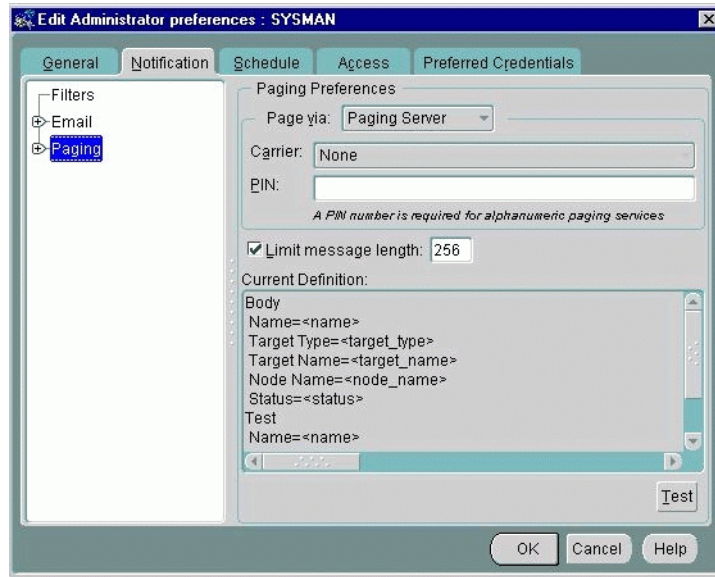 Edit Administrator preferences : SYSMAN
General Notification Schedule Access Preferred Credentials
Filters
Email
Paging
Paging Preferences
Page via: Paging Server
Carrier: None
PIN:
A PIN number is required for alphanumeric paging services
Limit message length: 256
Current Definition:
Body
Name=<name>
Target Type=<target_type>
Target Name=<target_name>
Node Name=<node_name>
Status=<status>
Test
Name=<name>
Test
OK Cancel Help